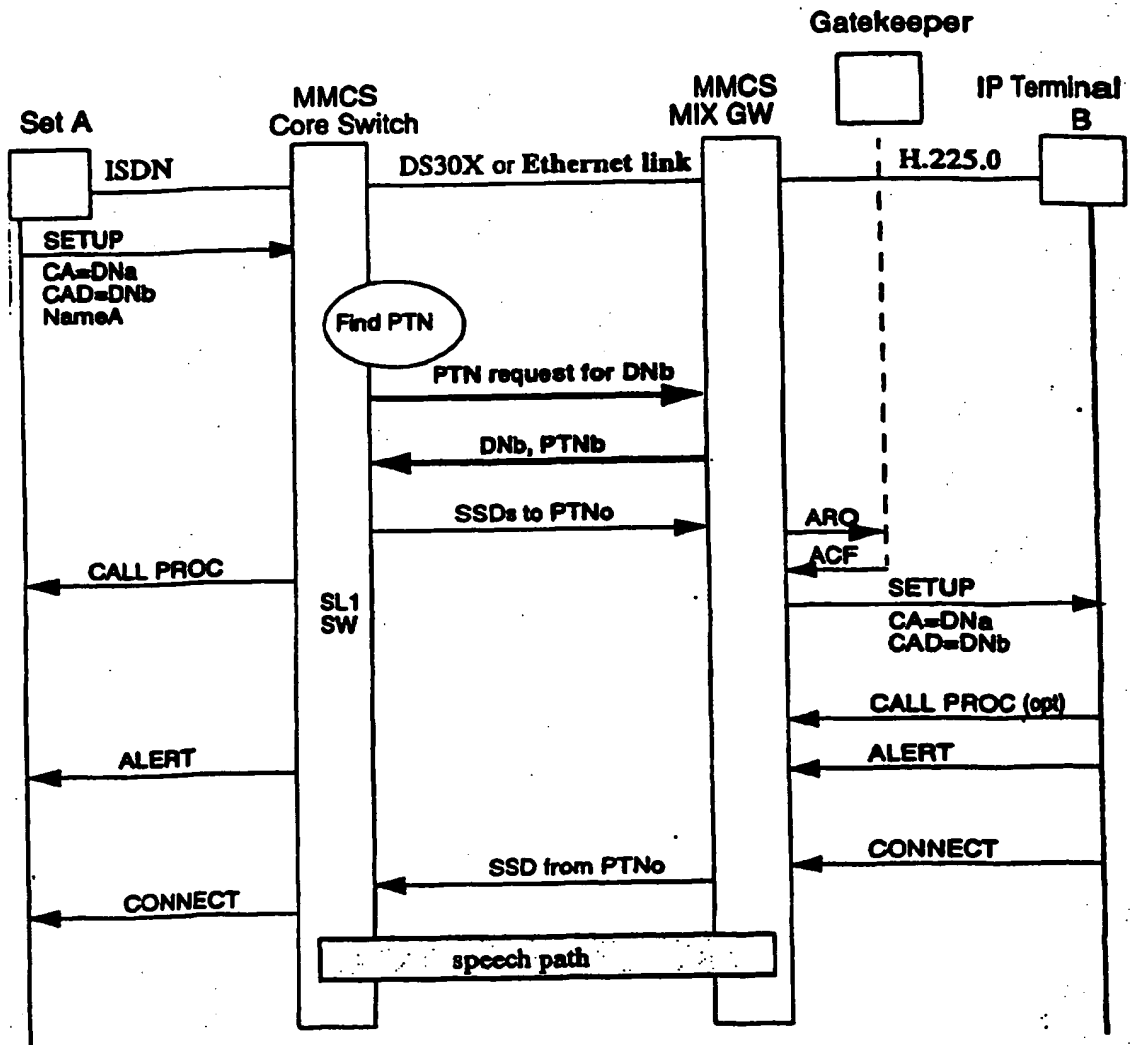 Gatekeeper
MMCS
Core Switch
MMCS
MIX GW
IP Terminal
B
Set A
ISDN
DS30X or Ethernet link
H.225.0
SETUP
CA=DNa
CAD=DNb
NameA
Find PTN
PTN request for DNb
DNb, PTNb
SSDs to PTNo
ARQ
ACF
CALL PROC
SL1
SW
SETUP
CA=DNa
CAD=DNb
CALL PROC (opt)
ALERT
ALERT
CONNECT
SSD from PTNo
CONNECT
speech path